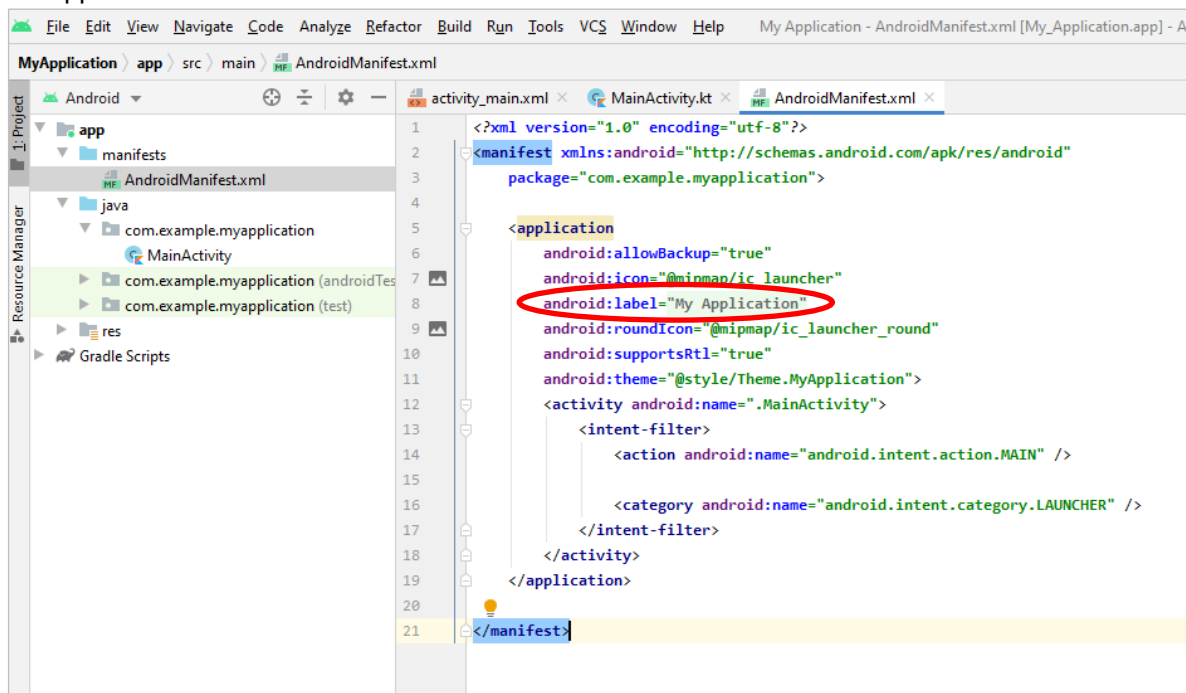 File Edit View Navigate Code Analyze Refactor Build Run Tools VCS Window Help My Application - AndroidManifest.xml [My_Application.app] - A
MyApplication app src main AndroidManifest.xml
1: Project
Resource Manager
Android
app
manifests
AndroidManifest.xml
java
com.example.myapplication
MainActivity
com.example.myapplication (androidTes
com.example.myapplication (test)
res
Gradle Scripts
activity_main.xml MainActivity.kt AndroidManifest.xml
1 <?xml version="1.0" encoding="utf-8"?>
2 <manifest xmlns:android="http://schemas.android.com/apk/res/android"
3 package="com.example.myapplication">
4
5 <application
6 android:allowBackup="true"
7 android:icon="@mipmap/ic_launcher"
8 android:label="My Application"
9 android:roundIcon="@mipmap/ic_launcher_round"
10 android:supportsRtl="true"
11 android:theme="@style/Theme.MyApplication">
12 <activity android:name=".MainActivity">
13 <intent-filter>
14 <action android:name="android.intent.action.MAIN" />
15
16 <category android:name="android.intent.category.LAUNCHER" />
17 </intent-filter>
18 </activity>
19 </application>
20
21 </manifest>